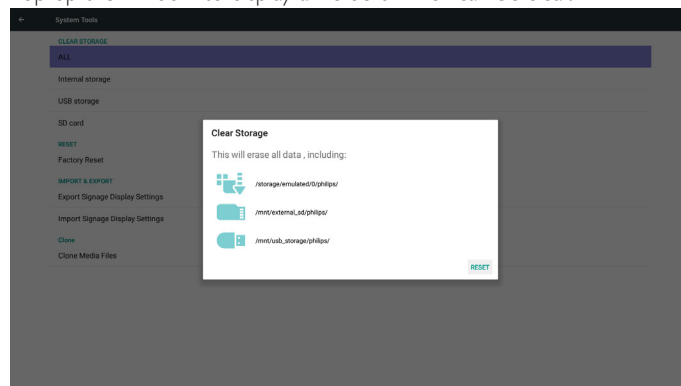 System Tools
CLEAR STORAGE
ALL
Internal storage
USB storage
SD card
RESET
Factory Reset
IMPORT & EXPORT
Export Signage Display Settings
Import Signage Display Settings
Clone
Clone Media Files
Clear Storage
This will erase all data , including:
/storage/emulated/0/philips/
/mnt/external_sd/philips/
/mnt/usb_storage/philips/
RESET